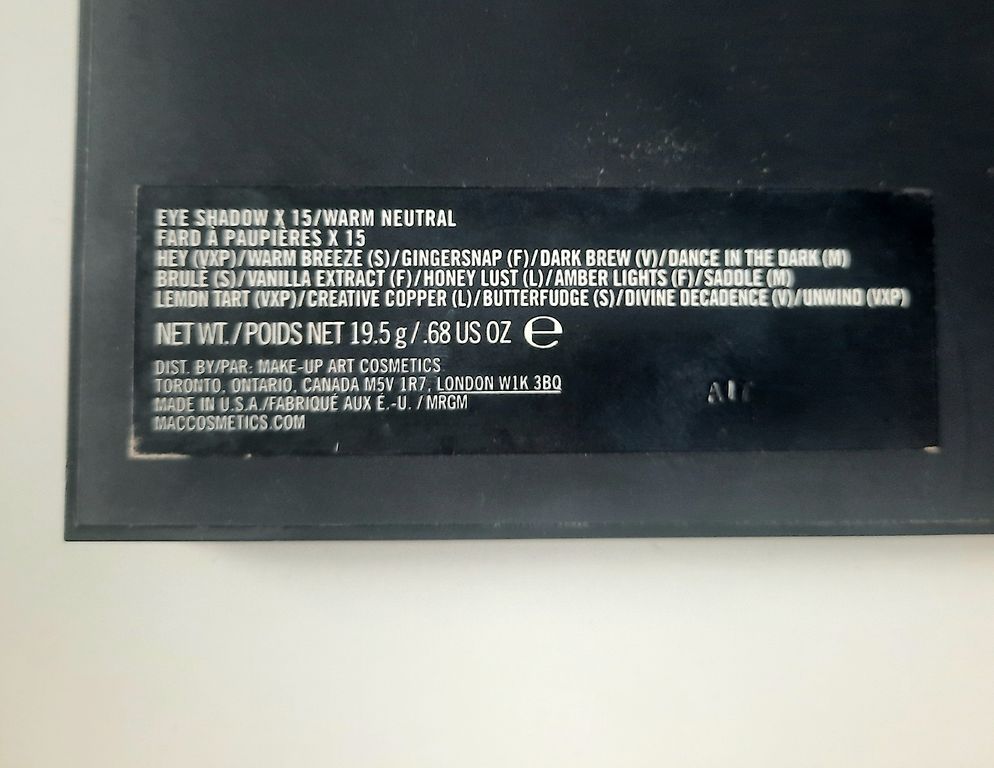 EYE SHADOW X 15/WARM NEUTRAL
FARD À PAUPIÈRES X 15
HEY (VXP)/WARM BREEZE (S)/GINGERSNAP (F)/DARK BREW (V)/DANCE IN THE DARK (M)
BRULÉ (S)/VANILLA EXTRACT (F)/HONEY LUST (L)/AMBER LIGHTS (F)/SADDLE (M)
LEMON TART (VXP)/CREATIVE COPPER (L)/BUTTERFUDGE (S)/DIVINE DECADENCE (V)/UNWIND (VXP)
NET WT./POIDS NET 19.5 g/.68 US OZ ℮
DIST. BY/PAR: MAKE-UP ART COSMETICS
TORONTO, ONTARIO, CANADA M5V 1R7, LONDON W1K 3BQ
MADE IN U.S.A./FABRIQUÉ AUX É.-U. / MRGM
MACCOSMETICS.COM